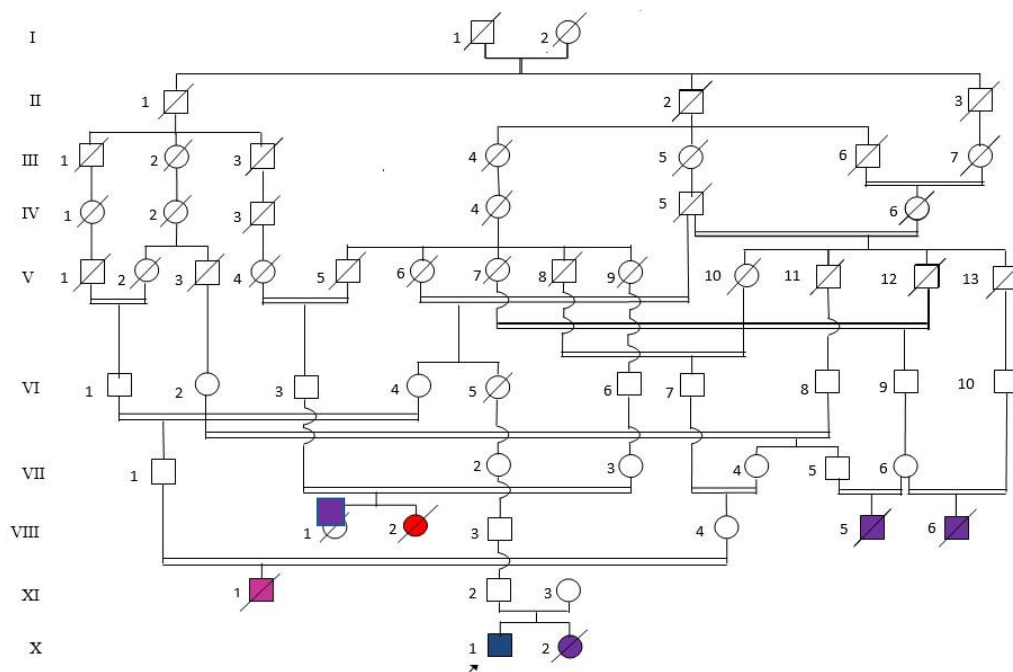 I 1 2
II 1 2 3
III 1 2 3 4 5 6 7
IV 1 2 3 4 5 6
V 1 2 3 4 5 6 7 8 9 10 11 12 13
VI 1 2 3 4 5 6 7 8 9 10
VII 1 2 3 4 5 6
VIII 1 2 3 4 5 6
XI 1 2 3
X 1 2